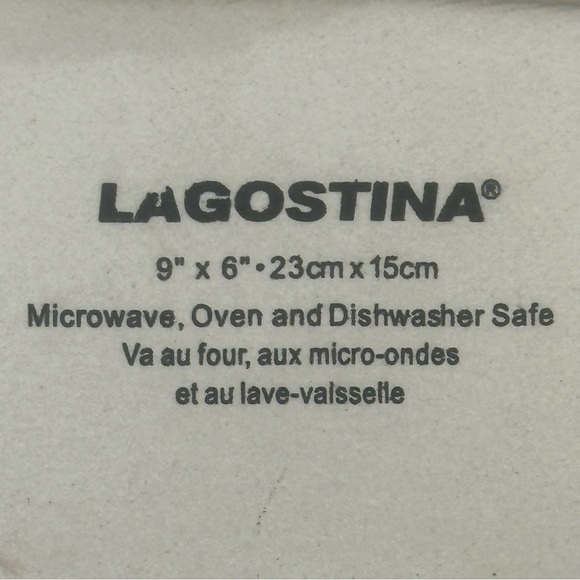 LAGOSTINA®
9" x 6" • 23cm x 15cm
Microwave, Oven and Dishwasher Safe
Va au four, aux micro-ondes
et au lave-vaisselle